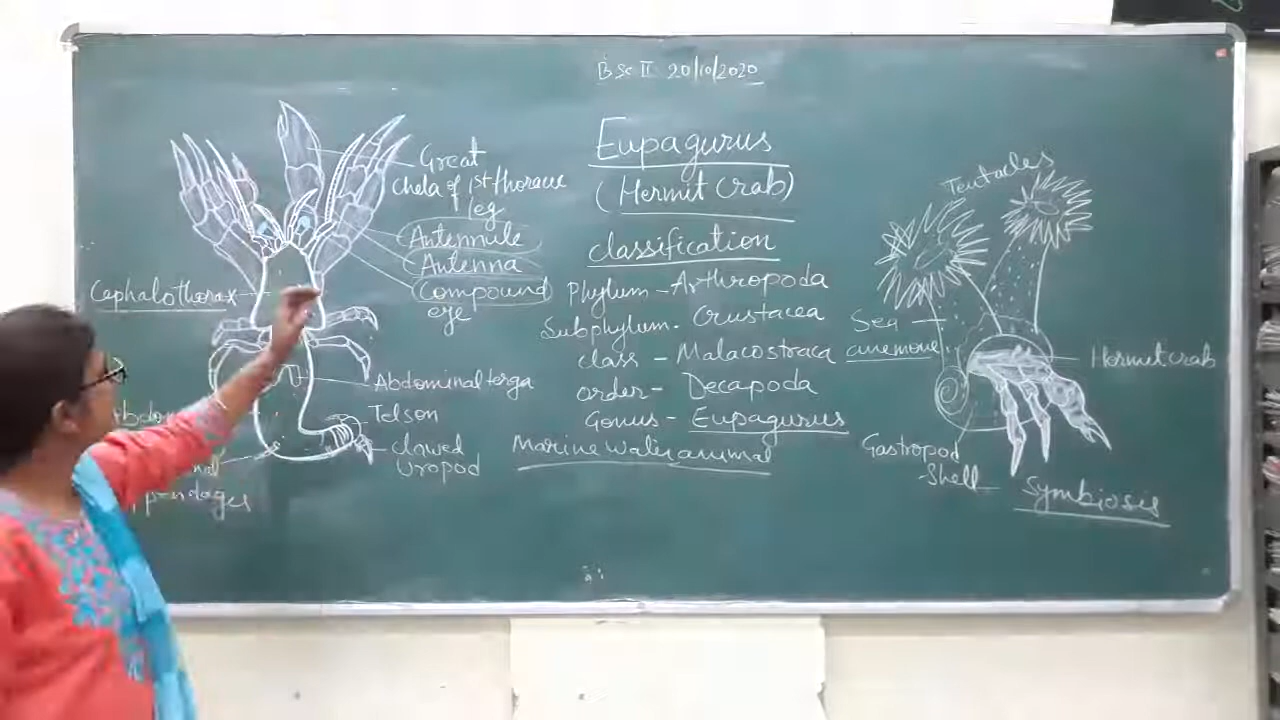 BSc II 20/10/2020
Great
Chela of 1st thoracic
leg
Antennule
Antenna
Compound
eye
Cephalothorax
Abdominal terga
Telson
Clawed
Uropod
Eupagurus
(Hermit Crab)
Classification
Phylum - Arthropoda
Subphylum - Crustacea
Class - Malacostraca
Order - Decapoda
Genus - Eupagurus
Marine water animal
Tentacles
Sea
anemone
Hermit crab
Gastropod
Shell
Symbiosis